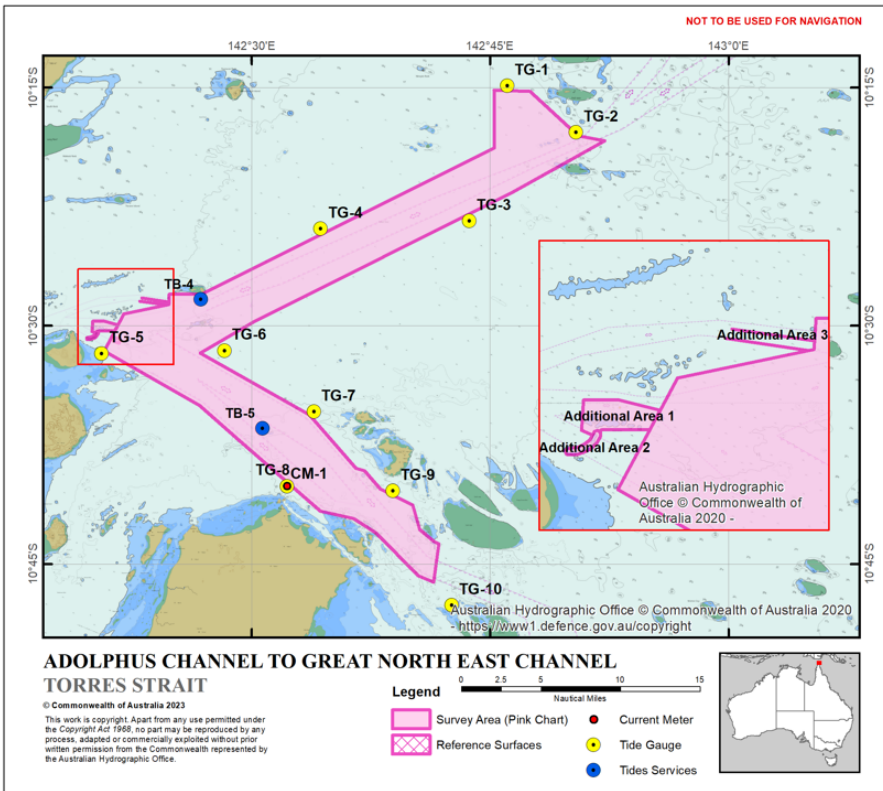 NOT TO BE USED FOR NAVIGATION
142°30'E 142°45'E 143°0'E
10°15'S 10°15'S
TG-1
TG-2
TG-4 TG-3
TB-4
10°30'S 10°30'S
TG-5 TG-6
TG-7
TB-5
TG-8 CM-1 TG-9
10°45'S 10°45'S
TG-10
Additional Area 3
Additional Area 1
Additional Area 2
Australian Hydrographic
Office © Commonwealth of
Australia 2020 -
Australian Hydrographic Office © Commonwealth of Australia 2020
- https://www1.defence.gov.au/copyright
ADOLPHUS CHANNEL TO GREAT NORTH EAST CHANNEL
TORRES STRAIT
© Commonwealth of Australia 2023
This work is copyright. Apart from any use permitted under
the Copyright Act 1968, no part may be reproduced by any
process, adapted or commercially exploited without prior
written permission from the Commonwealth represented by
the Australian Hydrographic Office.
Legend
0 2.5 5 10 15
Nautical Miles
Survey Area (Pink Chart)
Reference Surfaces
Current Meter
Tide Gauge
Tides Services